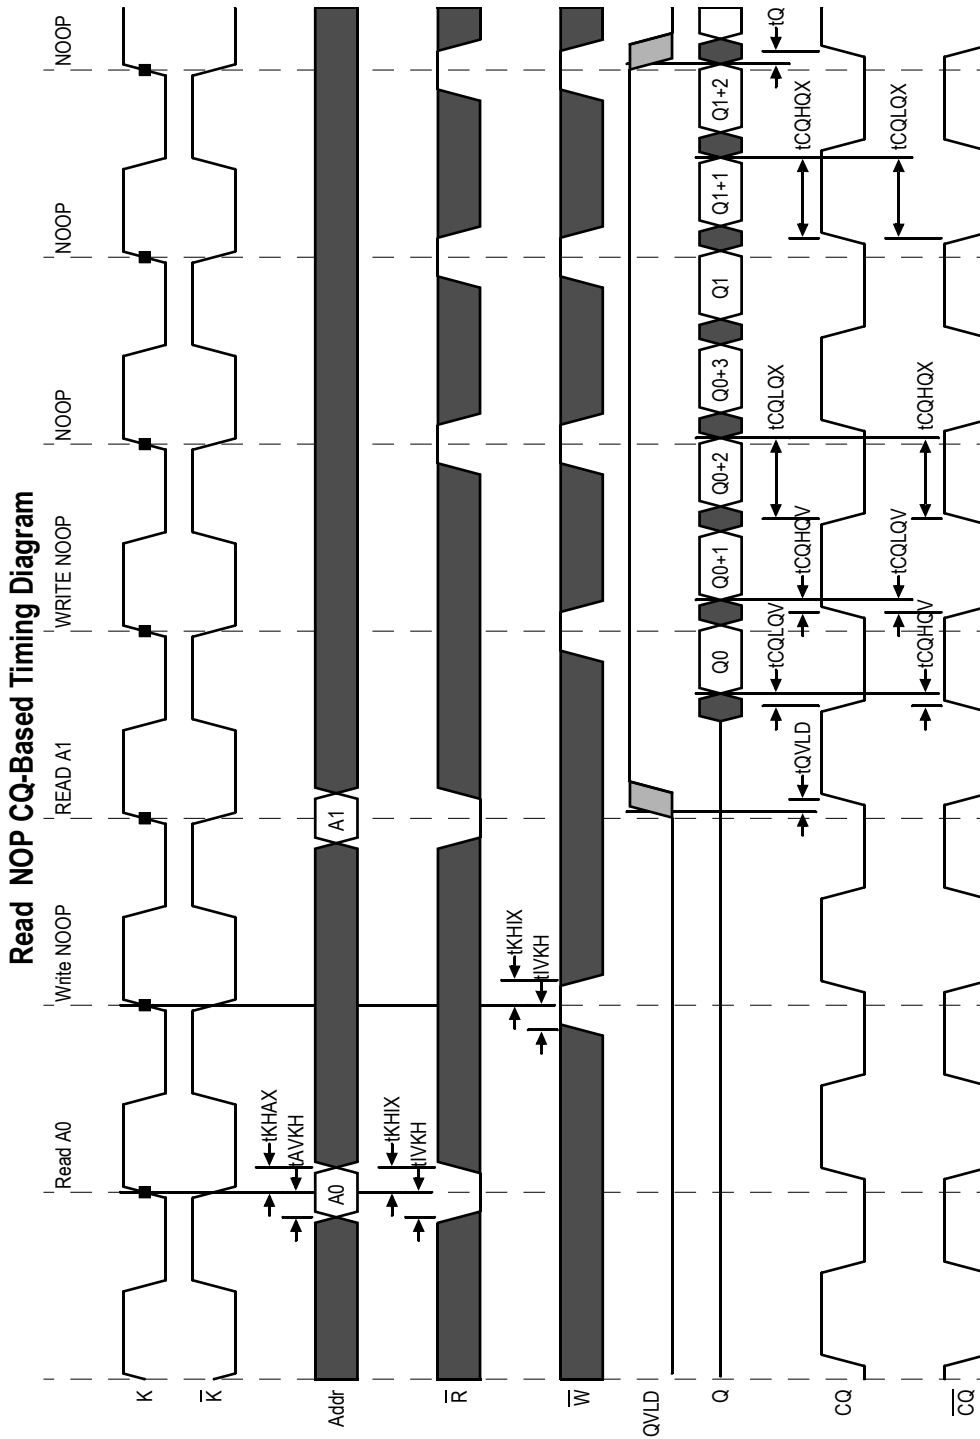 Read NOP CQ-Based Timing Diagram
Read A0 Write NOOP READ A1 WRITE NOOP NOOP NOOP NOOP
K
K̅
tKHAX
tAVKH
Addr A0 A1
tKHIX
tIVKH
R̅
tKHIX
tIVKH
W̅
QVLD
Q Q0 Q0+1 Q0+2 Q0+3 Q1 Q1+1 Q1+2
tCQLQV tCQLQX tQ
tQVLD tCQHQV tCQHQX
CQ
tCQLQV tCQLQX
tCQHQV tCQHQX
C̅Q̅